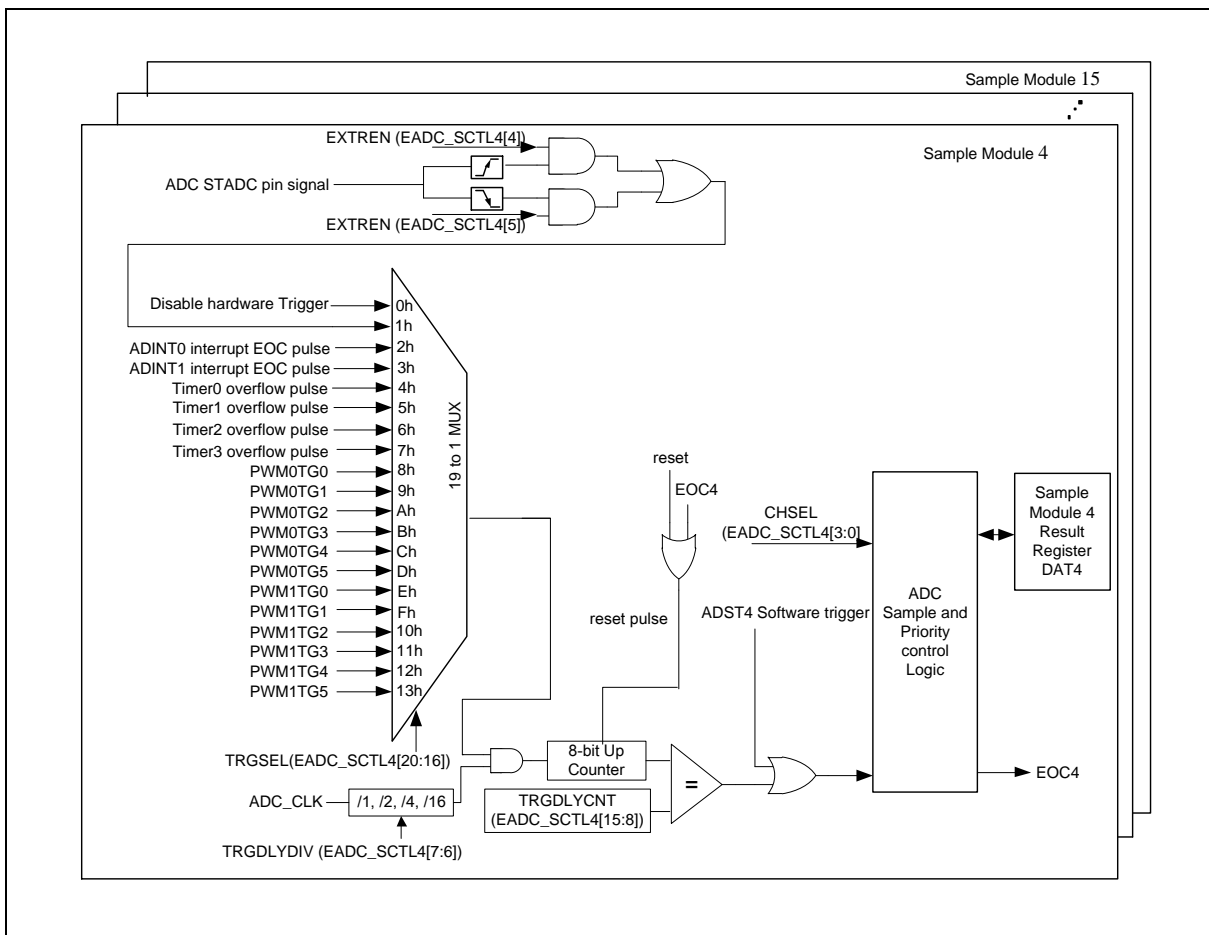 Sample Module 15
Sample Module 4
EXTREN (EADC_SCTL4[4])
ADC STADC pin signal
EXTREN (EADC_SCTL4[5])
Disable hardware Trigger
0h
1h
ADINT0 interrupt EOC pulse
2h
ADINT1 interrupt EOC pulse
3h
Timer0 overflow pulse
4h
Timer1 overflow pulse
5h
Timer2 overflow pulse
6h
Timer3 overflow pulse
7h
PWM0TG0
8h
PWM0TG1
9h
PWM0TG2
Ah
PWM0TG3
Bh
PWM0TG4
Ch
PWM0TG5
Dh
PWM1TG0
Eh
PWM1TG1
Fh
PWM1TG2
10h
PWM1TG3
11h
PWM1TG4
12h
PWM1TG5
13h
19 to 1 MUX
TRGSEL(EADC_SCTL4[20:16])
ADC_CLK
/1, /2, /4, /16
TRGDLYDIV (EADC_SCTL4[7:6])
reset
EOC4
reset pulse
8-bit Up
Counter
TRGDLYCNT
(EADC_SCTL4[15:8])
=
CHSEL
(EADC_SCTL4[3:0]
ADST4 Software trigger
ADC
Sample and
Priority
control
Logic
Sample
Module 4
Result
Register
DAT4
EOC4